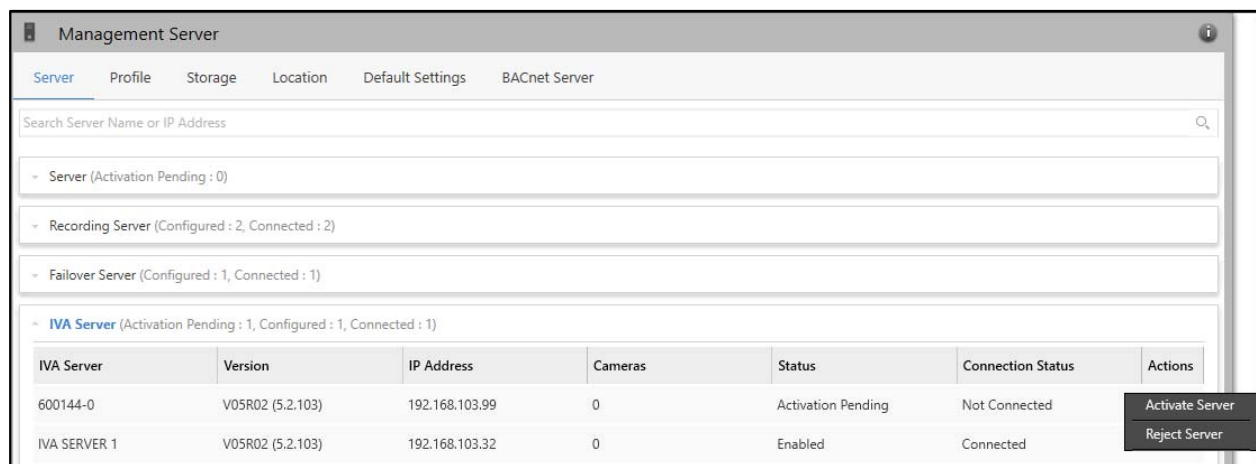 Management Server
Server Profile Storage Location Default Settings BACnet Server
Search Server Name or IP Address
Server (Activation Pending : 0)
Recording Server (Configured : 2, Connected : 2)
Failover Server (Configured : 1, Connected : 1)
IVA Server (Activation Pending : 1, Configured : 1, Connected : 1)
IVA Server Version IP Address Cameras Status Connection Status Actions
600144-0 V05R02 (5.2.103) 192.168.103.99 0 Activation Pending Not Connected Activate Server
IVA SERVER 1 V05R02 (5.2.103) 192.168.103.32 0 Enabled Connected Reject Server